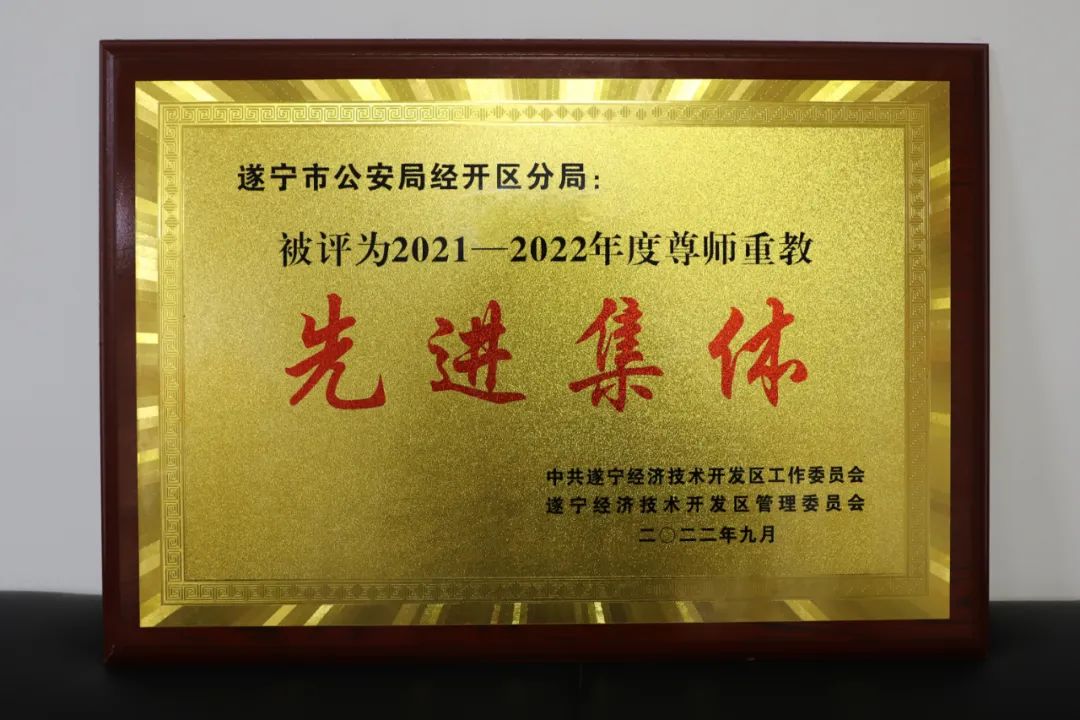 遂宁市公安局经开区分局：
被评为2021—2022年度尊师重教
先进集体
中共遂宁经济技术开发区工作委员会
遂宁经济技术开发区管理委员会
二〇二二年九月